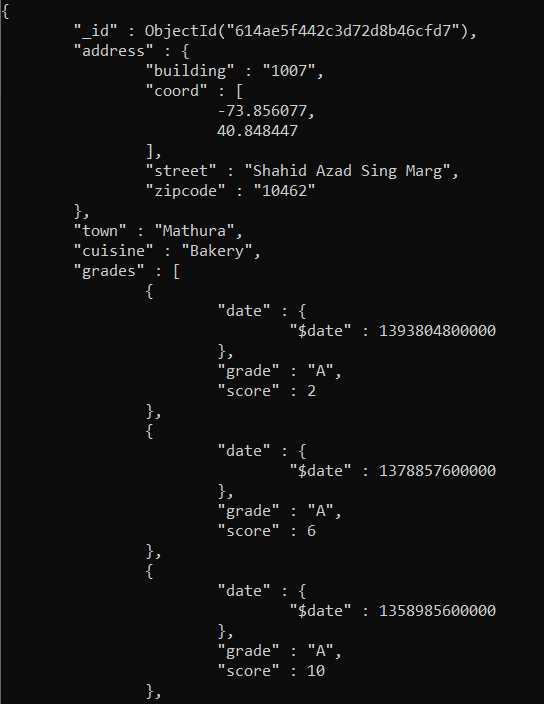 {
"_id" : ObjectId("614ae5f442c3d72d8b46cfd7"),
"address" : {
"building" : "1007",
"coord" : [
-73.856077,
40.848447
],
"street" : "Shahid Azad Sing Marg",
"zipcode" : "10462"
},
"town" : "Mathura",
"cuisine" : "Bakery",
"grades" : [
{
"date" : {
"$date" : 1393804800000
},
"grade" : "A",
"score" : 2
},
{
"date" : {
"$date" : 1378857600000
},
"grade" : "A",
"score" : 6
},
{
"date" : {
"$date" : 1358985600000
},
"grade" : "A",
"score" : 10
},